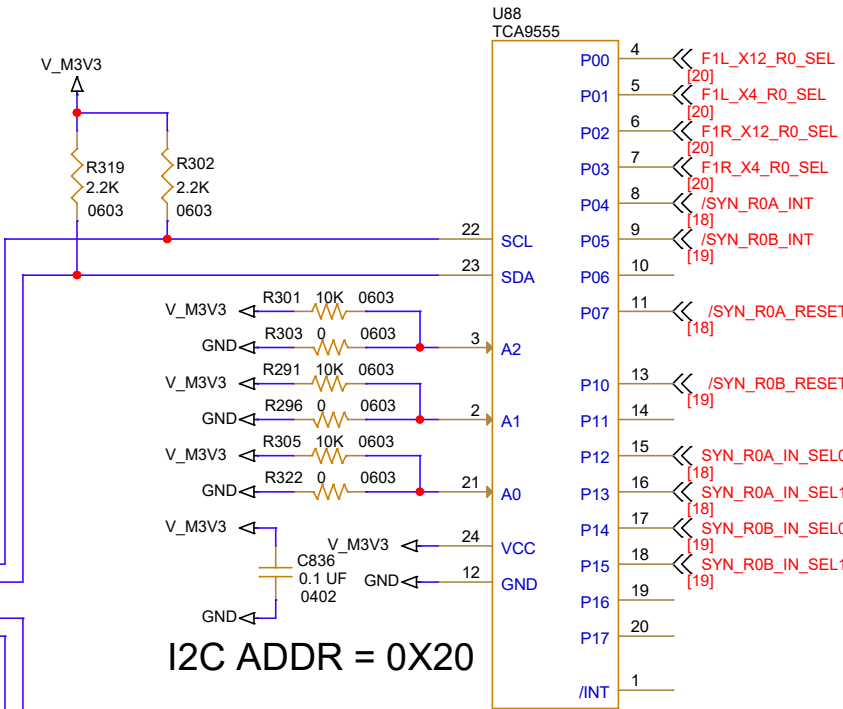 U88
TCA9555
V_M3V3
R319
2.2K
0603
R302
2.2K
0603
22 SCL
23 SDA
V_M3V3 R301 10K 0603
GND R303 0 0603
3 A2
V_M3V3 R291 10K 0603
GND R296 0 0603
2 A1
V_M3V3 R305 10K 0603
GND R322 0 0603
21 A0
V_M3V3
C836
0.1 UF
0402
GND
V_M3V3 24 VCC
GND 12 GND
P00 4 F1L_X12_R0_SEL
[20]
P01 5 F1L_X4_R0_SEL
[20]
P02 6 F1R_X12_R0_SEL
[20]
P03 7 F1R_X4_R0_SEL
[20]
P04 8 /SYN_R0A_INT
[18]
P05 9 /SYN_R0B_INT
[19]
P06 10
P07 11 /SYN_R0A_RESET
[18]
P10 13 /SYN_R0B_RESET
[19]
P11 14
P12 15 SYN_R0A_IN_SEL0
[18]
P13 16 SYN_R0A_IN_SEL1
[18]
P14 17 SYN_R0B_IN_SEL0
[19]
P15 18 SYN_R0B_IN_SEL1
[19]
P16 19
P17 20
/INT 1
I2C ADDR = 0X20